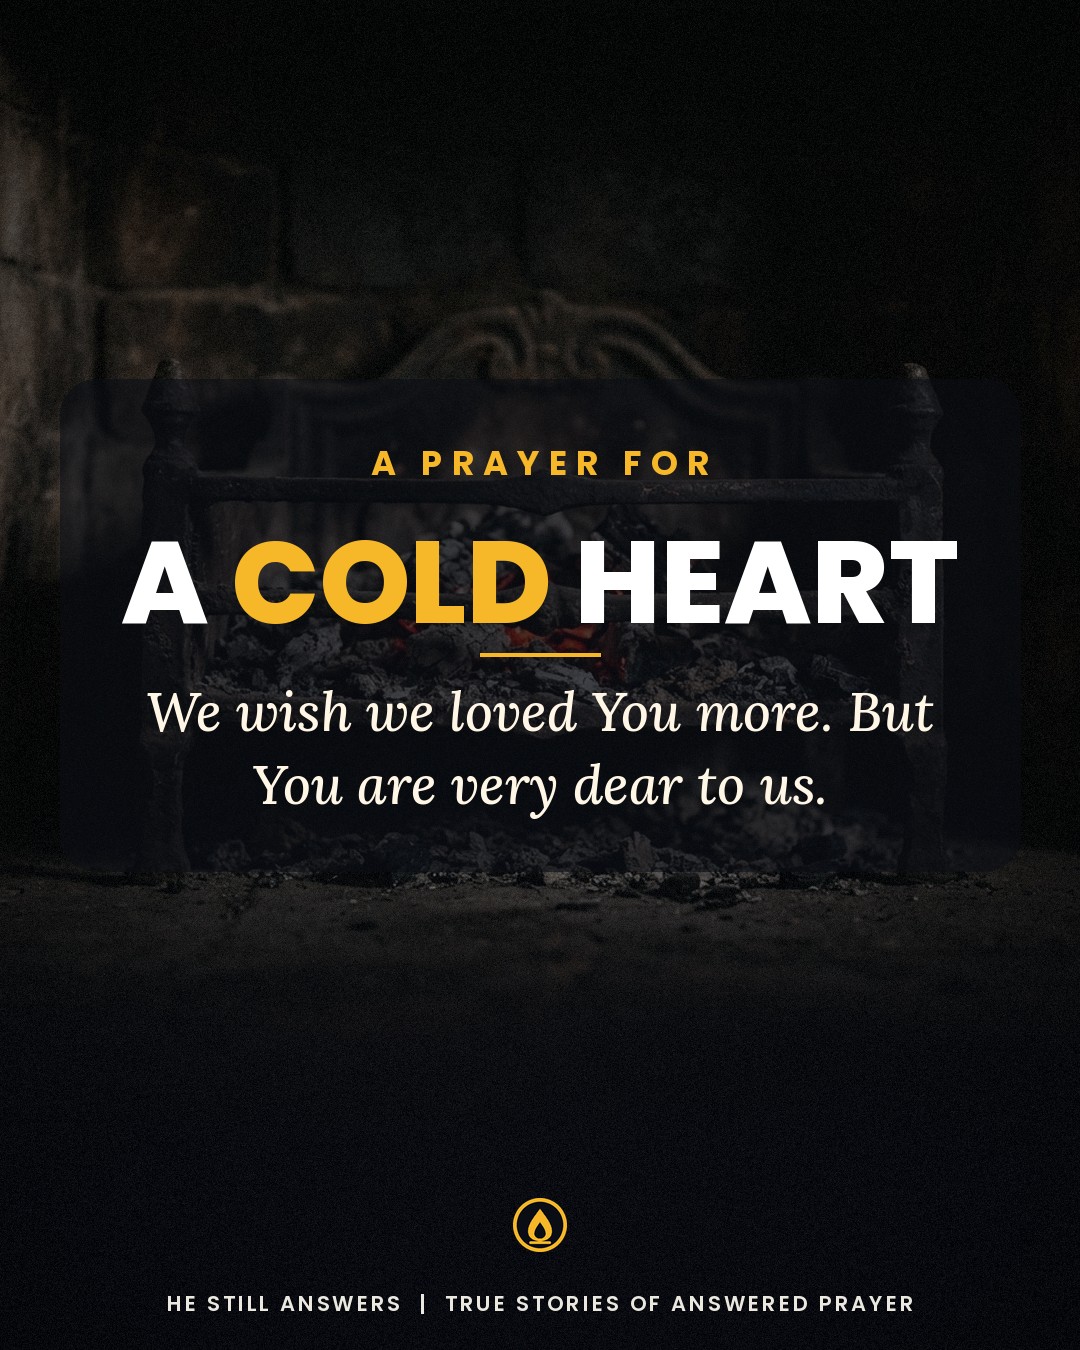 A PRAYER FOR
A COLD HEART
We wish we loved You more. But
You are very dear to us.
HE STILL ANSWERS | TRUE STORIES OF ANSWERED PRAYER